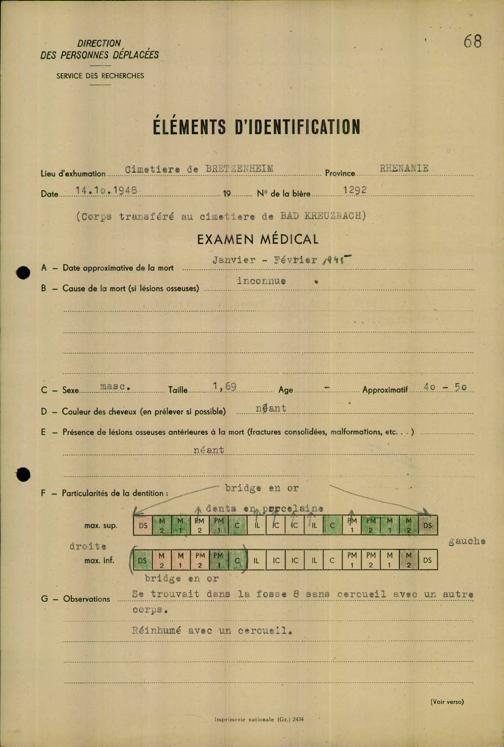 68
DIRECTION
DES PERSONNES DÉPLACÉES
SERVICE DES RECHERCHES
ÉLÉMENTS D'IDENTIFICATION
Lieu d'exhumation Cimetiere de BRETZENHEIM Province RHENANIE
Date 14.10.1948 19 N° de la bière 1292
(Corps transféré au cimetiere de BAD KREUZNACH)
EXAMEN MÉDICAL
A – Date approximative de la mort Janvier - Février 1945
B – Cause de la mort (si lésions osseuses) inconnue
C – Sexe masc. Taille 1,69 Age - Approximatif 40 - 50
D – Couleur des cheveux (en prélever si possible) néant
E – Présence de lésions osseuses antérieures à la mort (fractures consolidées, malformations, etc. . . )
néant
F – Particularités de la dentition : bridge en or
dents en porcelaine
max. sup. DS M 2 M 1 PM 2 PM 1 C IL IC IC IL C PM 1 PM 2 M 1 M 2 DS
droite gauche
max. inf. DS M 2 M 1 PM 2 PM 1 C IL IC IC IL C PM 1 PM 2 M 1 M 2 DS
bridge en or
G – Observations Se trouvait dans la fosse 8 sans cercueil avec un autre
corps.
Réinhumé avec un cercueil.
(Voir verso)
Imprimerie nationale (Gr.) 2434